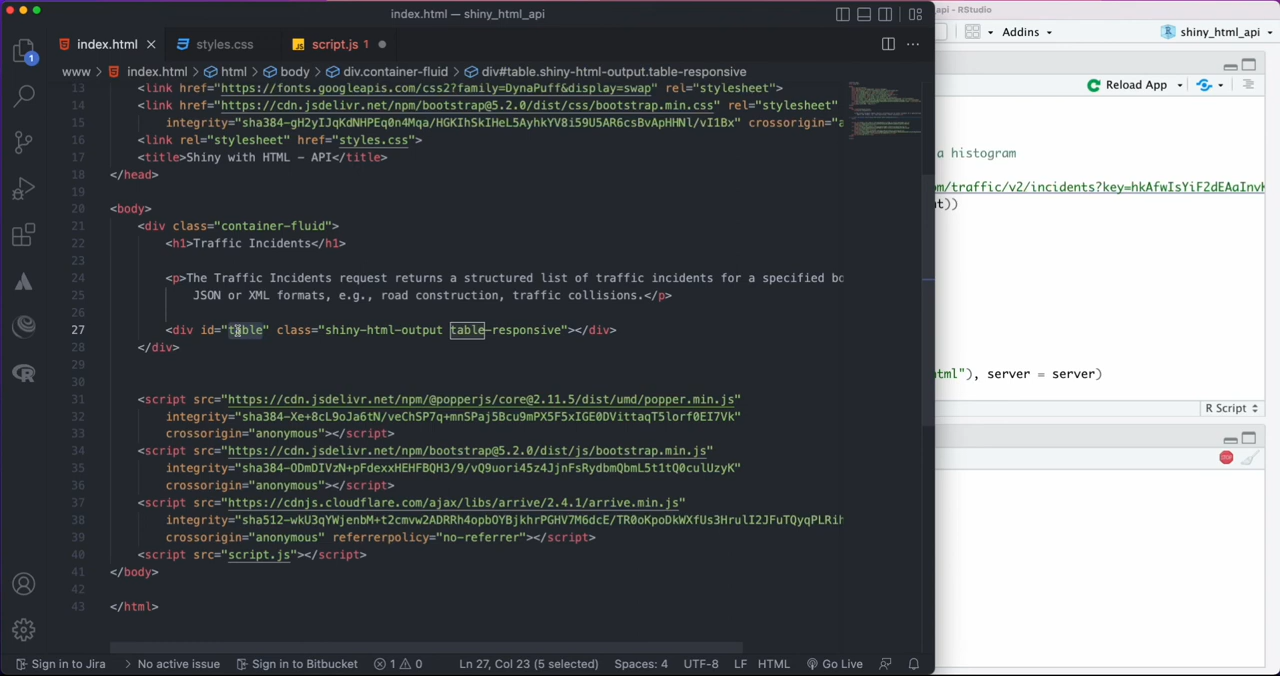 index.html — shiny_html_api
_api - RStudio
index.html
styles.css
script.js 1
Addins
shiny_html_api
www > index.html > html > body > div.container-fluid > div#table.shiny-html-output.table-responsive
Reload App
13 <link href="https://fonts.googleapis.com/css2?family=DynaPuff&display=swap" rel="stylesheet">
14 <link href="https://cdn.jsdelivr.net/npm/bootstrap@5.2.0/dist/css/bootstrap.min.css" rel="stylesheet"
15 integrity="sha384-gH2yIJqKdNHPEq0n4Mqa/HGKIhSkIHeL5AyhkYV8i59U5AR6csBvApHHNl/vI1Bx" crossorigin="a
16 <link rel="stylesheet" href="styles.css">
17 <title>Shiny with HTML - API</title>
18 </head>
19
20 <body>
21 <div class="container-fluid">
22 <h1>Traffic Incidents</h1>
23
24 <p>The Traffic Incidents request returns a structured list of traffic incidents for a specified bo
25 JSON or XML formats, e.g., road construction, traffic collisions.</p>
26
27 <div id="table" class="shiny-html-output table-responsive"></div>
28 </div>
29
30
31 <script src="https://cdn.jsdelivr.net/npm/@popperjs/core@2.11.5/dist/umd/popper.min.js"
32 integrity="sha384-Xe+8cL9oJa6tN/veChSP7q+mnSPaj5Bcu9mPX5F5xIGE0DVittaqT5lorf0EI7Vk"
33 crossorigin="anonymous"></script>
34 <script src="https://cdn.jsdelivr.net/npm/bootstrap@5.2.0/dist/js/bootstrap.min.js"
35 integrity="sha384-ODmDIVzN+pFdexxHEHFBQH3/9/vQ9uori45z4JjnFsRydbmQbmL5t1tQ0culUzyK"
36 crossorigin="anonymous"></script>
37 <script src="https://cdnjs.cloudflare.com/ajax/libs/arrive/2.4.1/arrive.min.js"
38 integrity="sha512-wkU3qYWjenbM+t2cmvw2ADRRh4opbOYBjkhrPGHV7M6dcE/TR0oKpoDkWXfUs3HrulI2JFuTQyqPLRih
39 crossorigin="anonymous" referrerpolicy="no-referrer"></script>
40 <script src="script.js"></script>
41 </body>
42
43 </html>
a histogram
om/traffic/v2/incidents?key=hkAfwIsYiF2dEAaInvK
nt))
tml"), server = server)
R Script
1
Sign in to Jira
No active issue
Sign in to Bitbucket
1
0
Ln 27, Col 23 (5 selected)
Spaces: 4
UTF-8
LF
HTML
Go Live